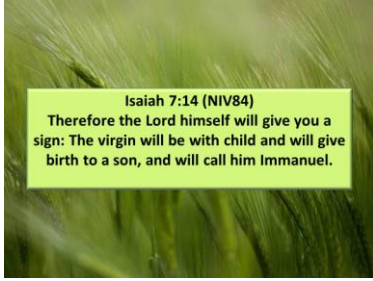 Isaiah 7:14 (NIV84)
Therefore the Lord himself will give you a
sign: The virgin will be with child and will give
birth to a son, and will call him Immanuel.